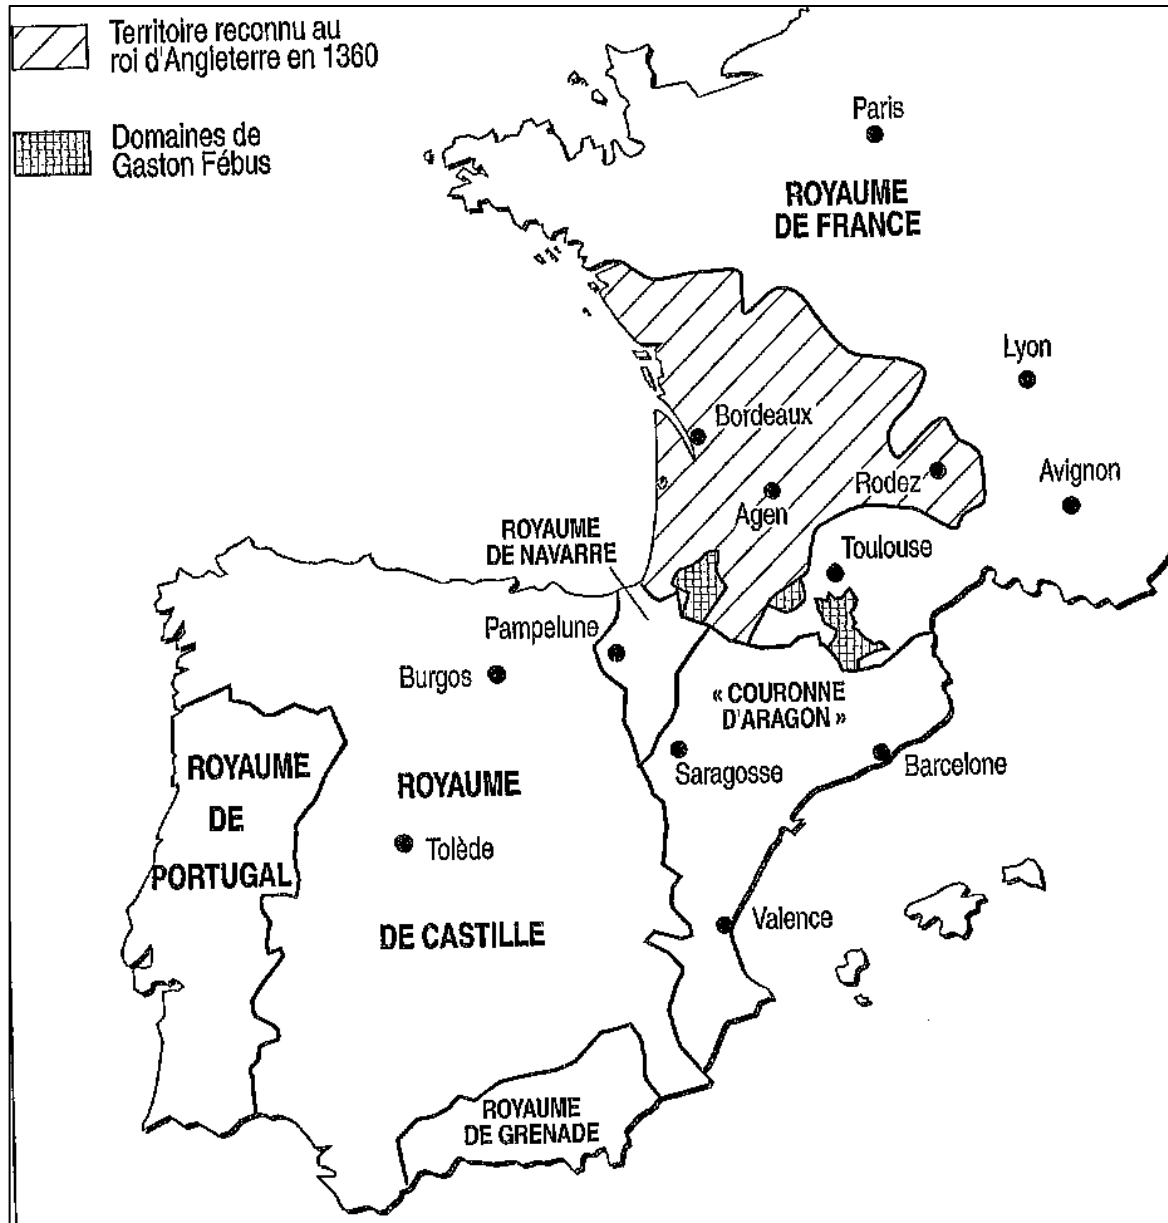 Territoire reconnu au
roi d'Angleterre en 1360
Domaines de
Gaston Fébus
Paris
ROYAUME
DE FRANCE
Lyon
Bordeaux
Rodez
Avignon
Agen
ROYAUME
DE NAVARRE
Toulouse
Pampelune
Burgos
« COURONNE
D'ARAGON »
Saragosse
Barcelone
ROYAUME
DE
PORTUGAL
ROYAUME
Tolède
DE CASTILLE
Valence
ROYAUME
DE GRENADE